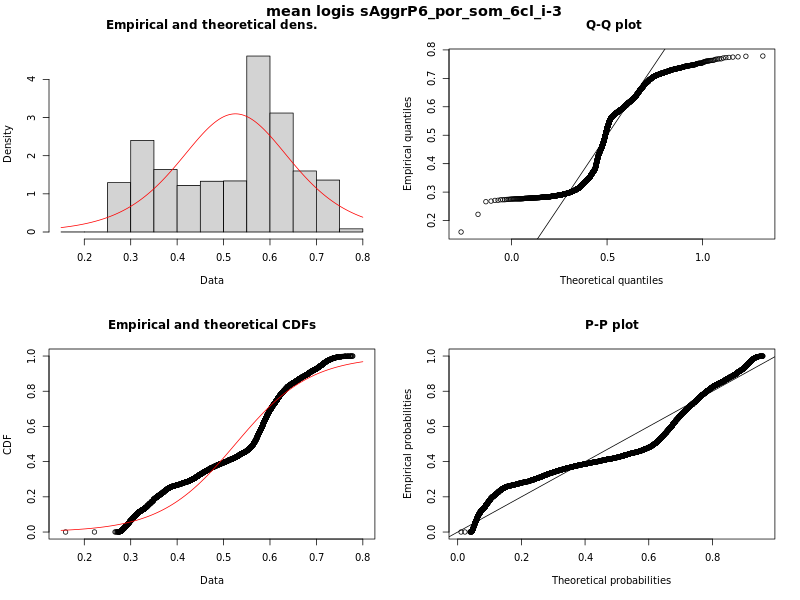 mean logis sAggrP6_por_som_6cl_i-3
Empirical and theoretical dens.
Density
0 1 2 3 4
0.2 0.3 0.4 0.5 0.6 0.7 0.8
Data
Q-Q plot
Empirical quantiles
0.2 0.3 0.4 0.5 0.6 0.7 0.8
0.0 0.5 1.0
Theoretical quantiles
Empirical and theoretical CDFs
CDF
0.0 0.2 0.4 0.6 0.8 1.0
0.2 0.3 0.4 0.5 0.6 0.7 0.8
Data
P-P plot
Empirical probabilities
0.0 0.2 0.4 0.6 0.8 1.0
0.0 0.2 0.4 0.6 0.8
Theoretical probabilities